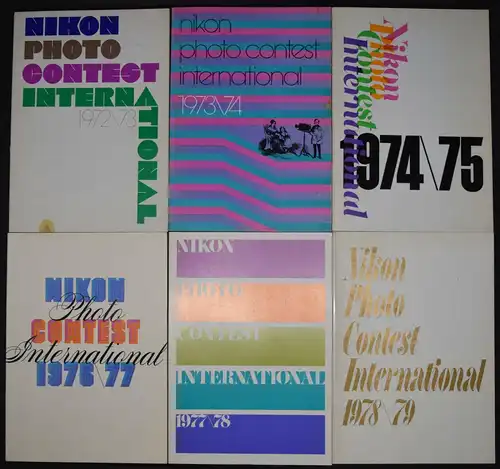 NIKON
PHOTO
CONTEST
INTERNATIONAL
1972\73
nikon
photo contest
international
1973\74
Nikon
Photo
Contest
International
1974\75
NIKON
Photo
CONTEST
International
1976\77
NIKON
PHOTO
CONTEST
INTERNATIONAL
1977\78
Nikon
Photo
Contest
International
1978\79